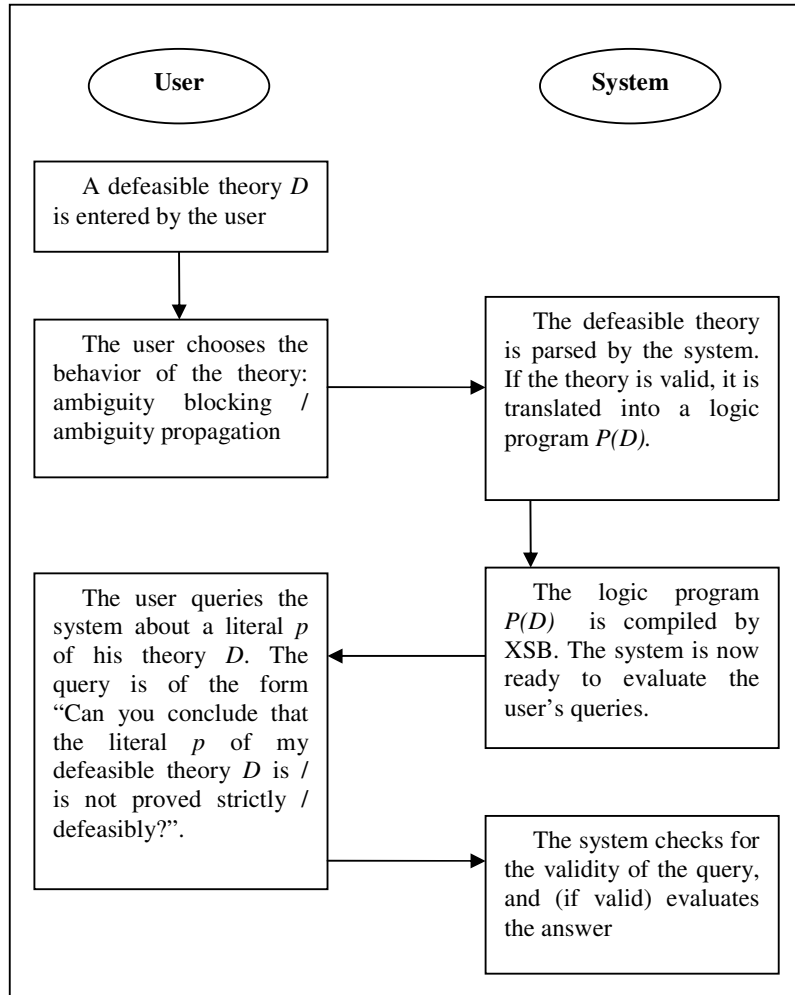 User
System
A defeasible theory D
is entered by the user
The user chooses the
behavior of the theory:
ambiguity blocking /
ambiguity propagation
The defeasible theory
is parsed by the system.
If the theory is valid, it is
translated into a logic
program P(D).
The logic program
P(D) is compiled by
XSB. The system is now
ready to evaluate the
user’s queries.
The user queries the
system about a literal p
of his theory D. The
query is of the form
“Can you conclude that
the literal p of my
defeasible theory D is /
is not proved strictly /
defeasibly?”.
The system checks for
the validity of the query,
and (if valid) evaluates
the answer